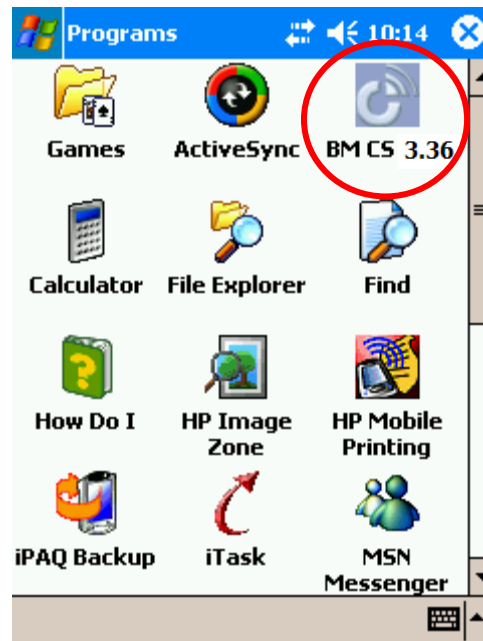 Programs 10:14
Games ActiveSync BM CS 3.36
Calculator File Explorer Find
How Do I HP Image HP Mobile
Zone Printing
iPAQ Backup iTask MSN
Messenger